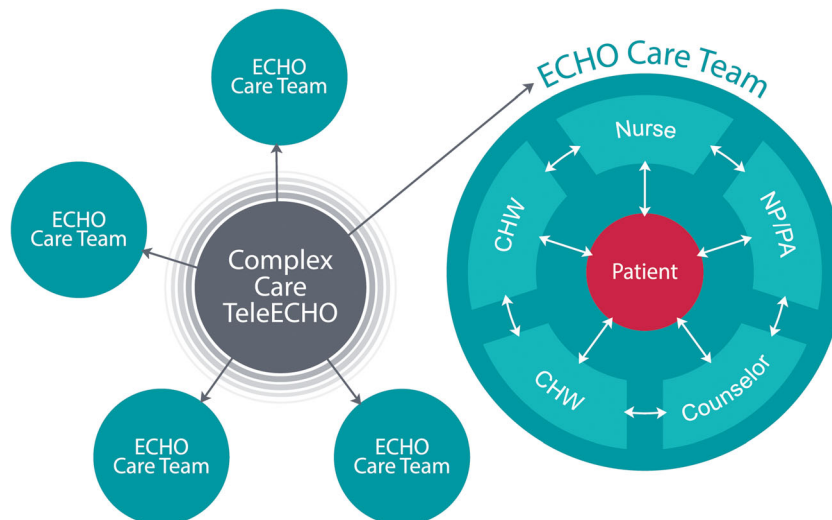 ECHO
Care Team
ECHO
Care Team
Complex
Care
TeleECHO
ECHO
Care Team
ECHO
Care Team
ECHO Care Team
Nurse
CHW
NP/PA
Patient
CHW
Counselor